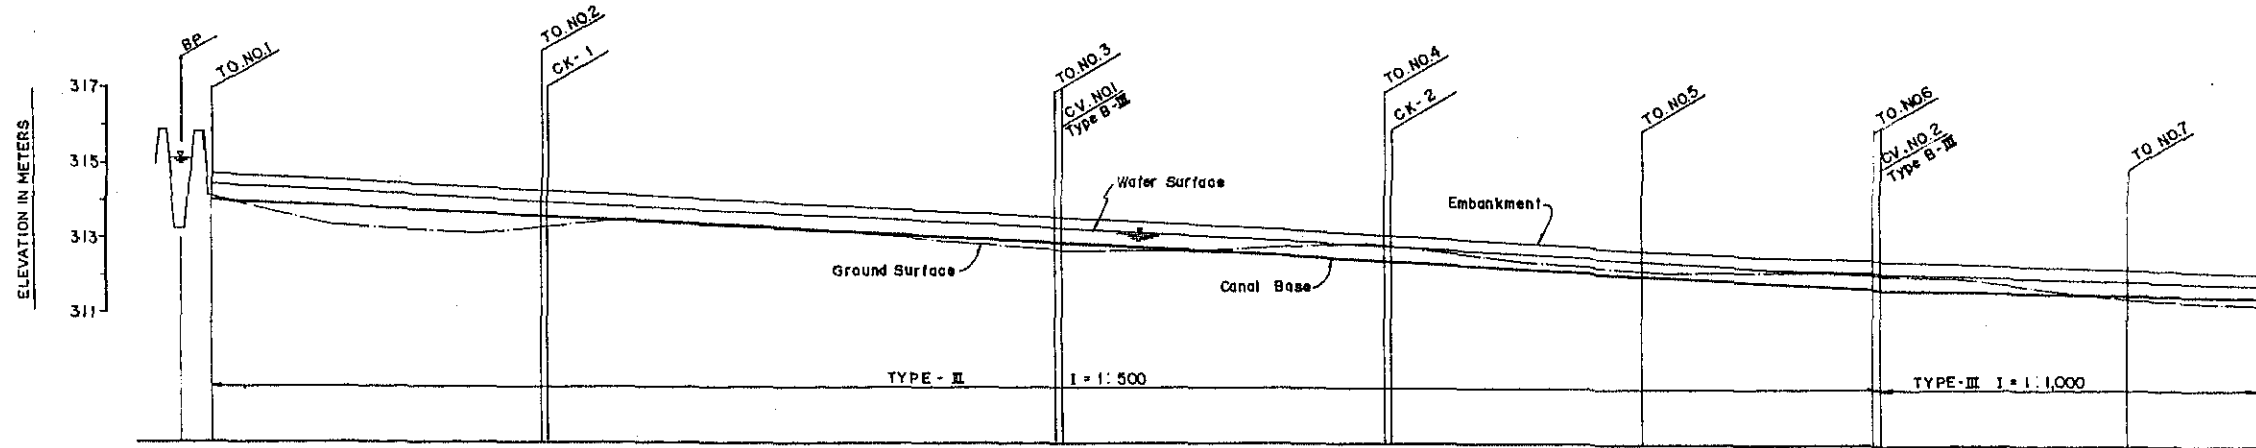 BP
TO.NO.1
TO.NO.2
CK-1
TO.NO.3
CV.NO.1
Type B-III
TO.NO.4
CK-2
TO.NO.5
TO.NO.6
CV.NO.2
Type B-III
TO NO.7
ELEVATION IN METERS
317
315
313
311
Water Surface
Embankment
Ground Surface
Canal Base
TYPE - II I = 1:500
TYPE-III I = 1:1,000